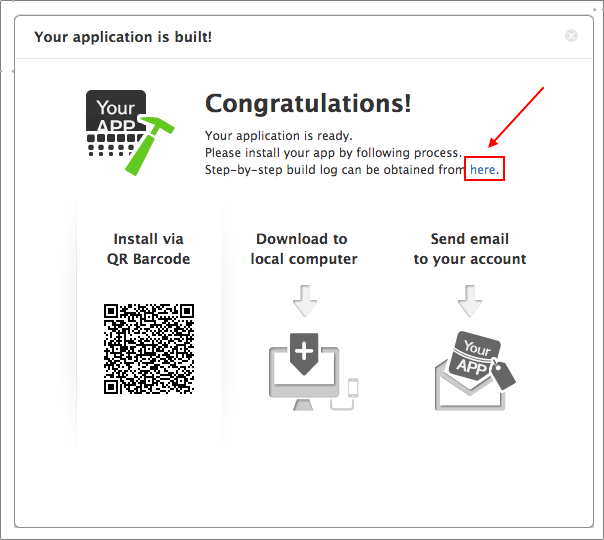 Your application is built!
Your
APP
Congratulations!
Your application is ready.
Please install your app by following process.
Step-by-step build log can be obtained from here.
Install via
QR Barcode
Download to
local computer
Send email
to your account
Your
APP